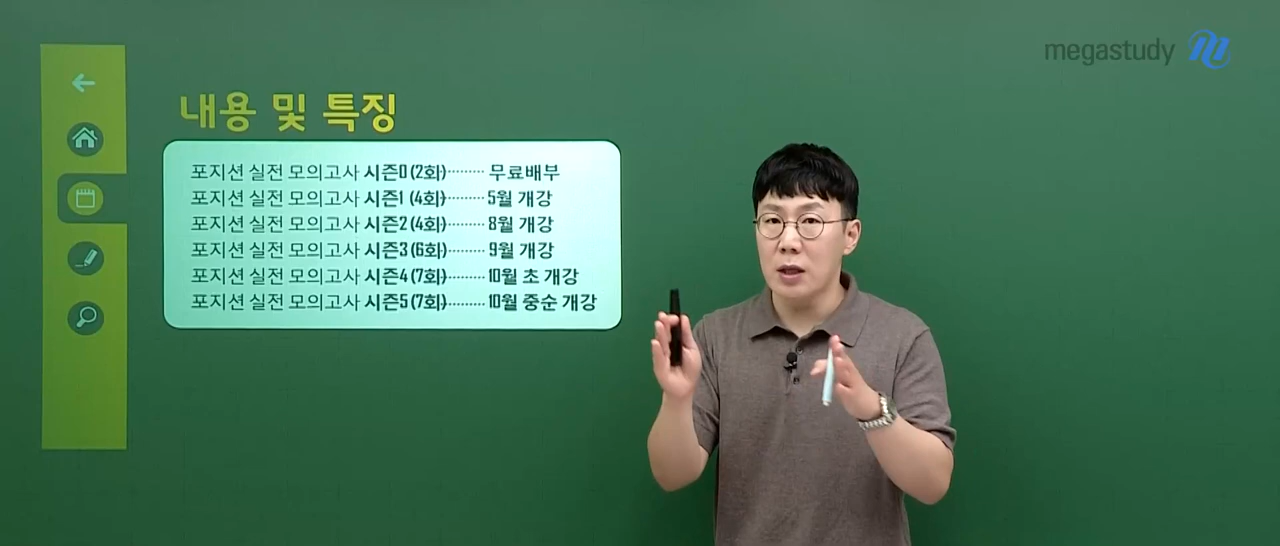 megastudy
내용 및 특징
포지션 실전 모의고사 시즌0 (2회)········· 무료배부
포지션 실전 모의고사 시즌1 (4회)········· 5월 개강
포지션 실전 모의고사 시즌2 (4회)········· 8월 개강
포지션 실전 모의고사 시즌3 (6회)········· 9월 개강
포지션 실전 모의고사 시즌4 (7회)········· 10월 초 개강
포지션 실전 모의고사 시즌5 (7회)········· 10월 중순 개강